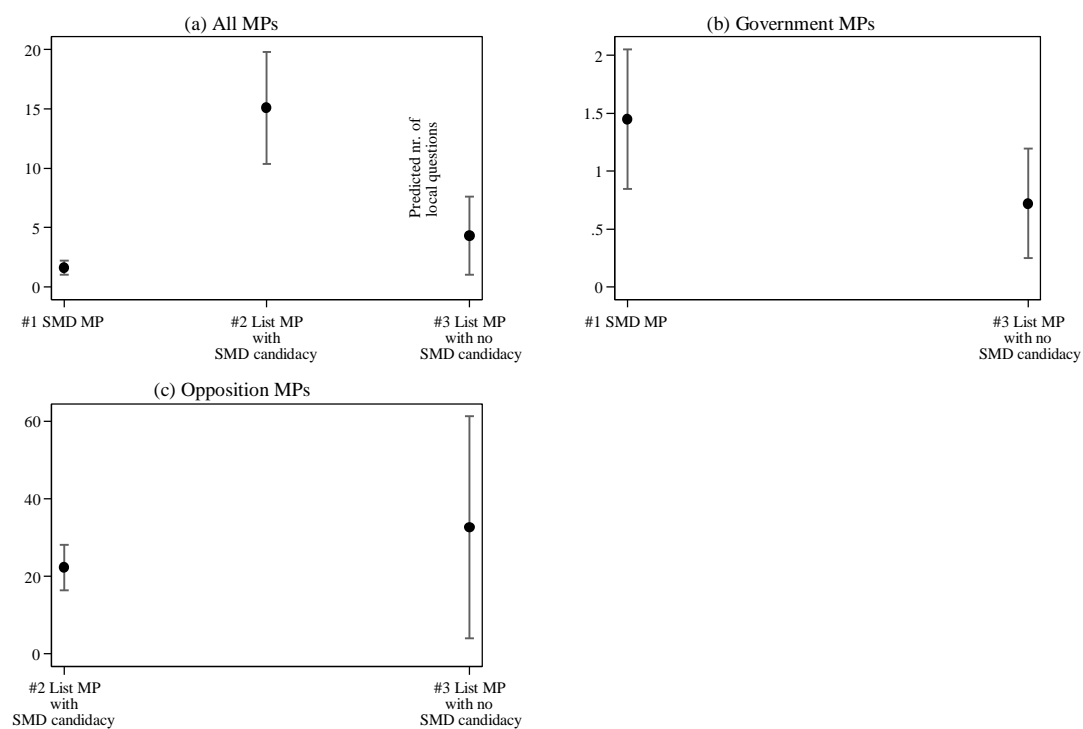 (a) All MPs
20
15
10
5
0
Predicted nr. of
local questions
#1 SMD MP
#2 List MP
with
SMD candidacy
#3 List MP
with no
SMD candidacy
(b) Government MPs
2
1.5
1
.5
0
#1 SMD MP
#3 List MP
with no
SMD candidacy
(c) Opposition MPs
60
40
20
0
#2 List MP
with
SMD candidacy
#3 List MP
with no
SMD candidacy